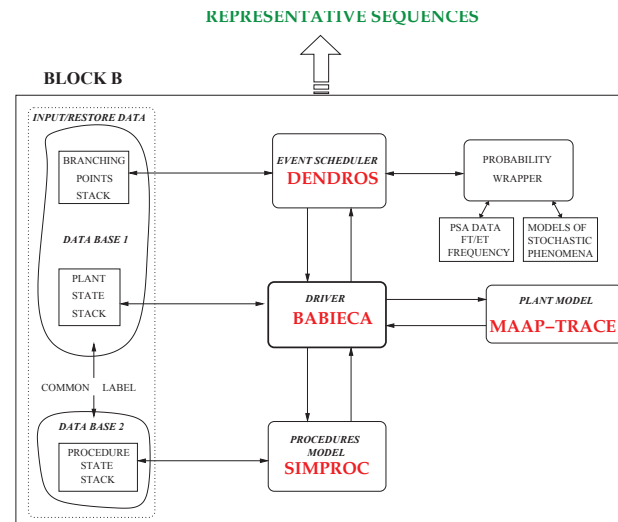 REPRESENTATIVE SEQUENCES
BLOCK B
INPUT/RESTORE DATA
BRANCHING
POINTS
STACK
DATA BASE 1
PLANT
STATE
STACK
COMMON LABEL
DATA BASE 2
PROCEDURE
STATE
STACK
EVENT SCHEDULER
DENDROS
DRIVER
BABIECA
PROCEDURES
MODEL
SIMPROC
PROBABILITY
WRAPPER
PSA DATA
FT/ET
FREQUENCY
MODELS OF
STOCHASTIC
PHENOMENA
PLANT MODEL
MAAP-TRACE